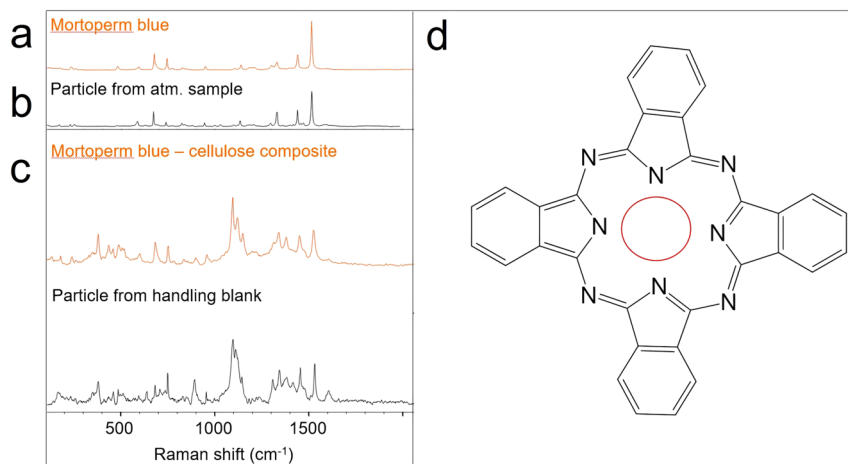 a
Mortoperm blue
b
Particle from atm. sample
c
Mortoperm blue – cellulose composite
Particle from handling blank
500
1000
1500
Raman shift (cm-1)
d
N
N
N
N
N
N
N
N